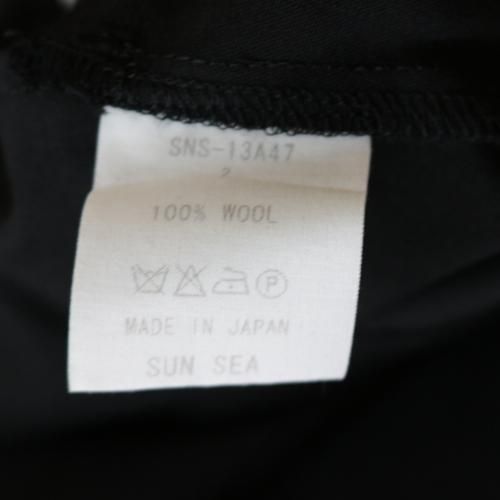 SNS-13A47
2
100% WOOL
P
MADE IN JAPAN
SUN SEA